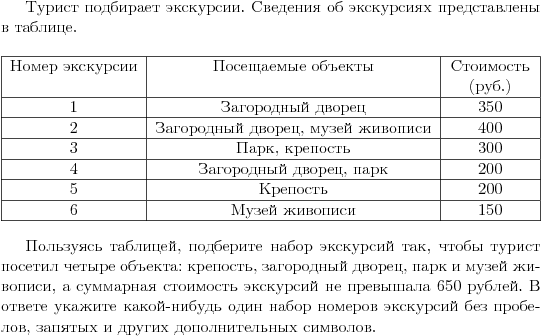 Турист подбирает экскурсии. Сведения об экскурсиях представлены
в таблице.
Номер экскурсии Посещаемые объекты Стоимость
(руб.)
1 Загородный дворец 350
2 Загородный дворец, музей живописи 400
3 Парк, крепость 300
4 Загородный дворец, парк 200
5 Крепость 200
6 Музей живописи 150
Пользуясь таблицей, подберите набор экскурсий так, чтобы турист
посетил четыре объекта: крепость, загородный дворец, парк и музей жи-
вописи, а суммарная стоимость экскурсий не превышала 650 рублей. В
ответе укажите какой-нибудь один набор номеров экскурсий без пробе-
лов, запятых и других дополнительных символов.